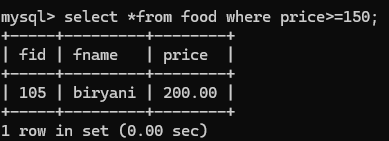 mysql> select *from food where price>=150;
+-----+---------+--------+
| fid | fname   | price  |
+-----+---------+--------+
| 105 | biryani | 200.00 |
+-----+---------+--------+
1 row in set (0.00 sec)